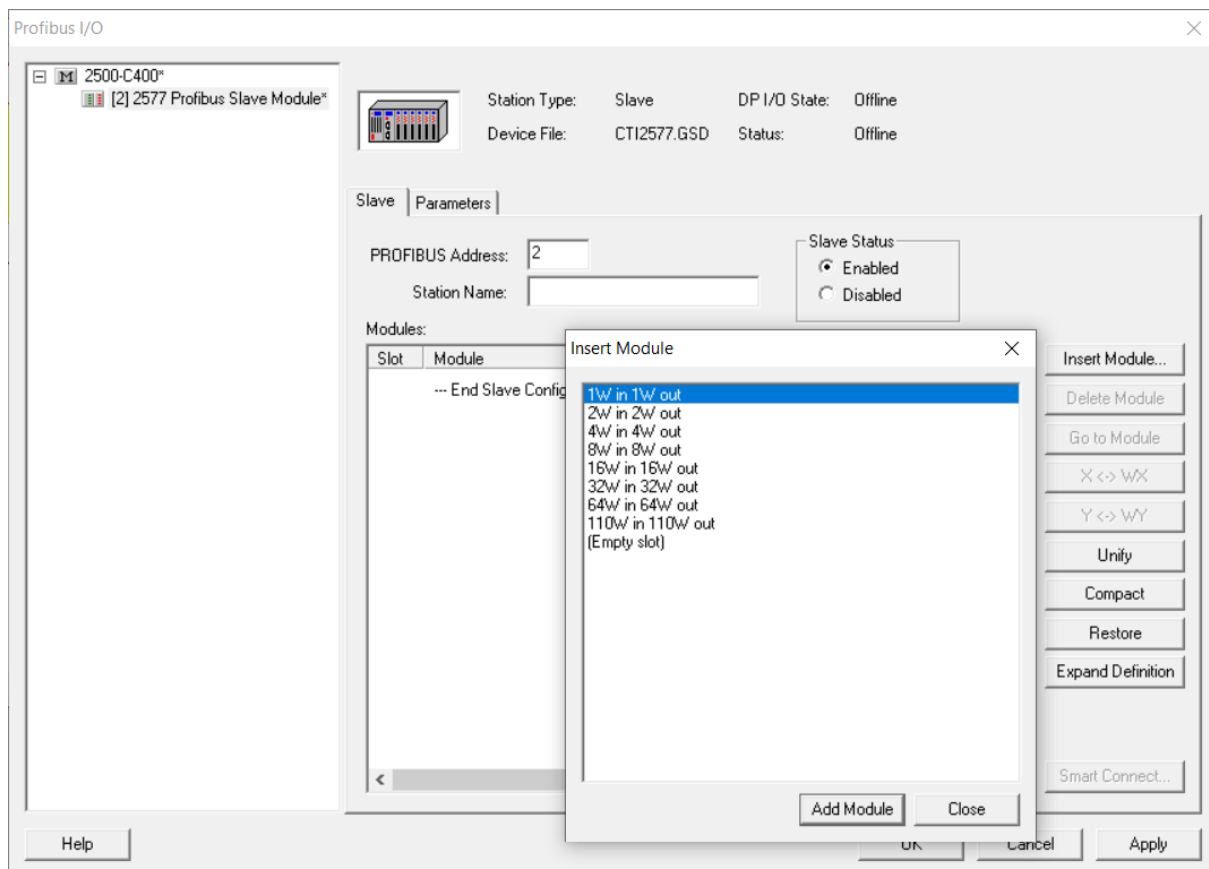 Profibus I/O
2500-C400*
[2] 2577 Profibus Slave Module*
Station Type: Slave DP I/O State: Offline
Device File: CTI2577.GSD Status: Offline
Slave Parameters
PROFIBUS Address: 2
Station Name:
Slave Status
Enabled
Disabled
Modules:
Slot Module
--- End Slave Config
Insert Module
1W in 1W out
2W in 2W out
4W in 4W out
8W in 8W out
16W in 16W out
32W in 32W out
64W in 64W out
110W in 110W out
(Empty slot)
Add Module Close
Insert Module...
Delete Module
Go to Module
X <-> WX
Y <-> WY
Unify
Compact
Restore
Expand Definition
Smart Connect...
Help OK Cancel Apply